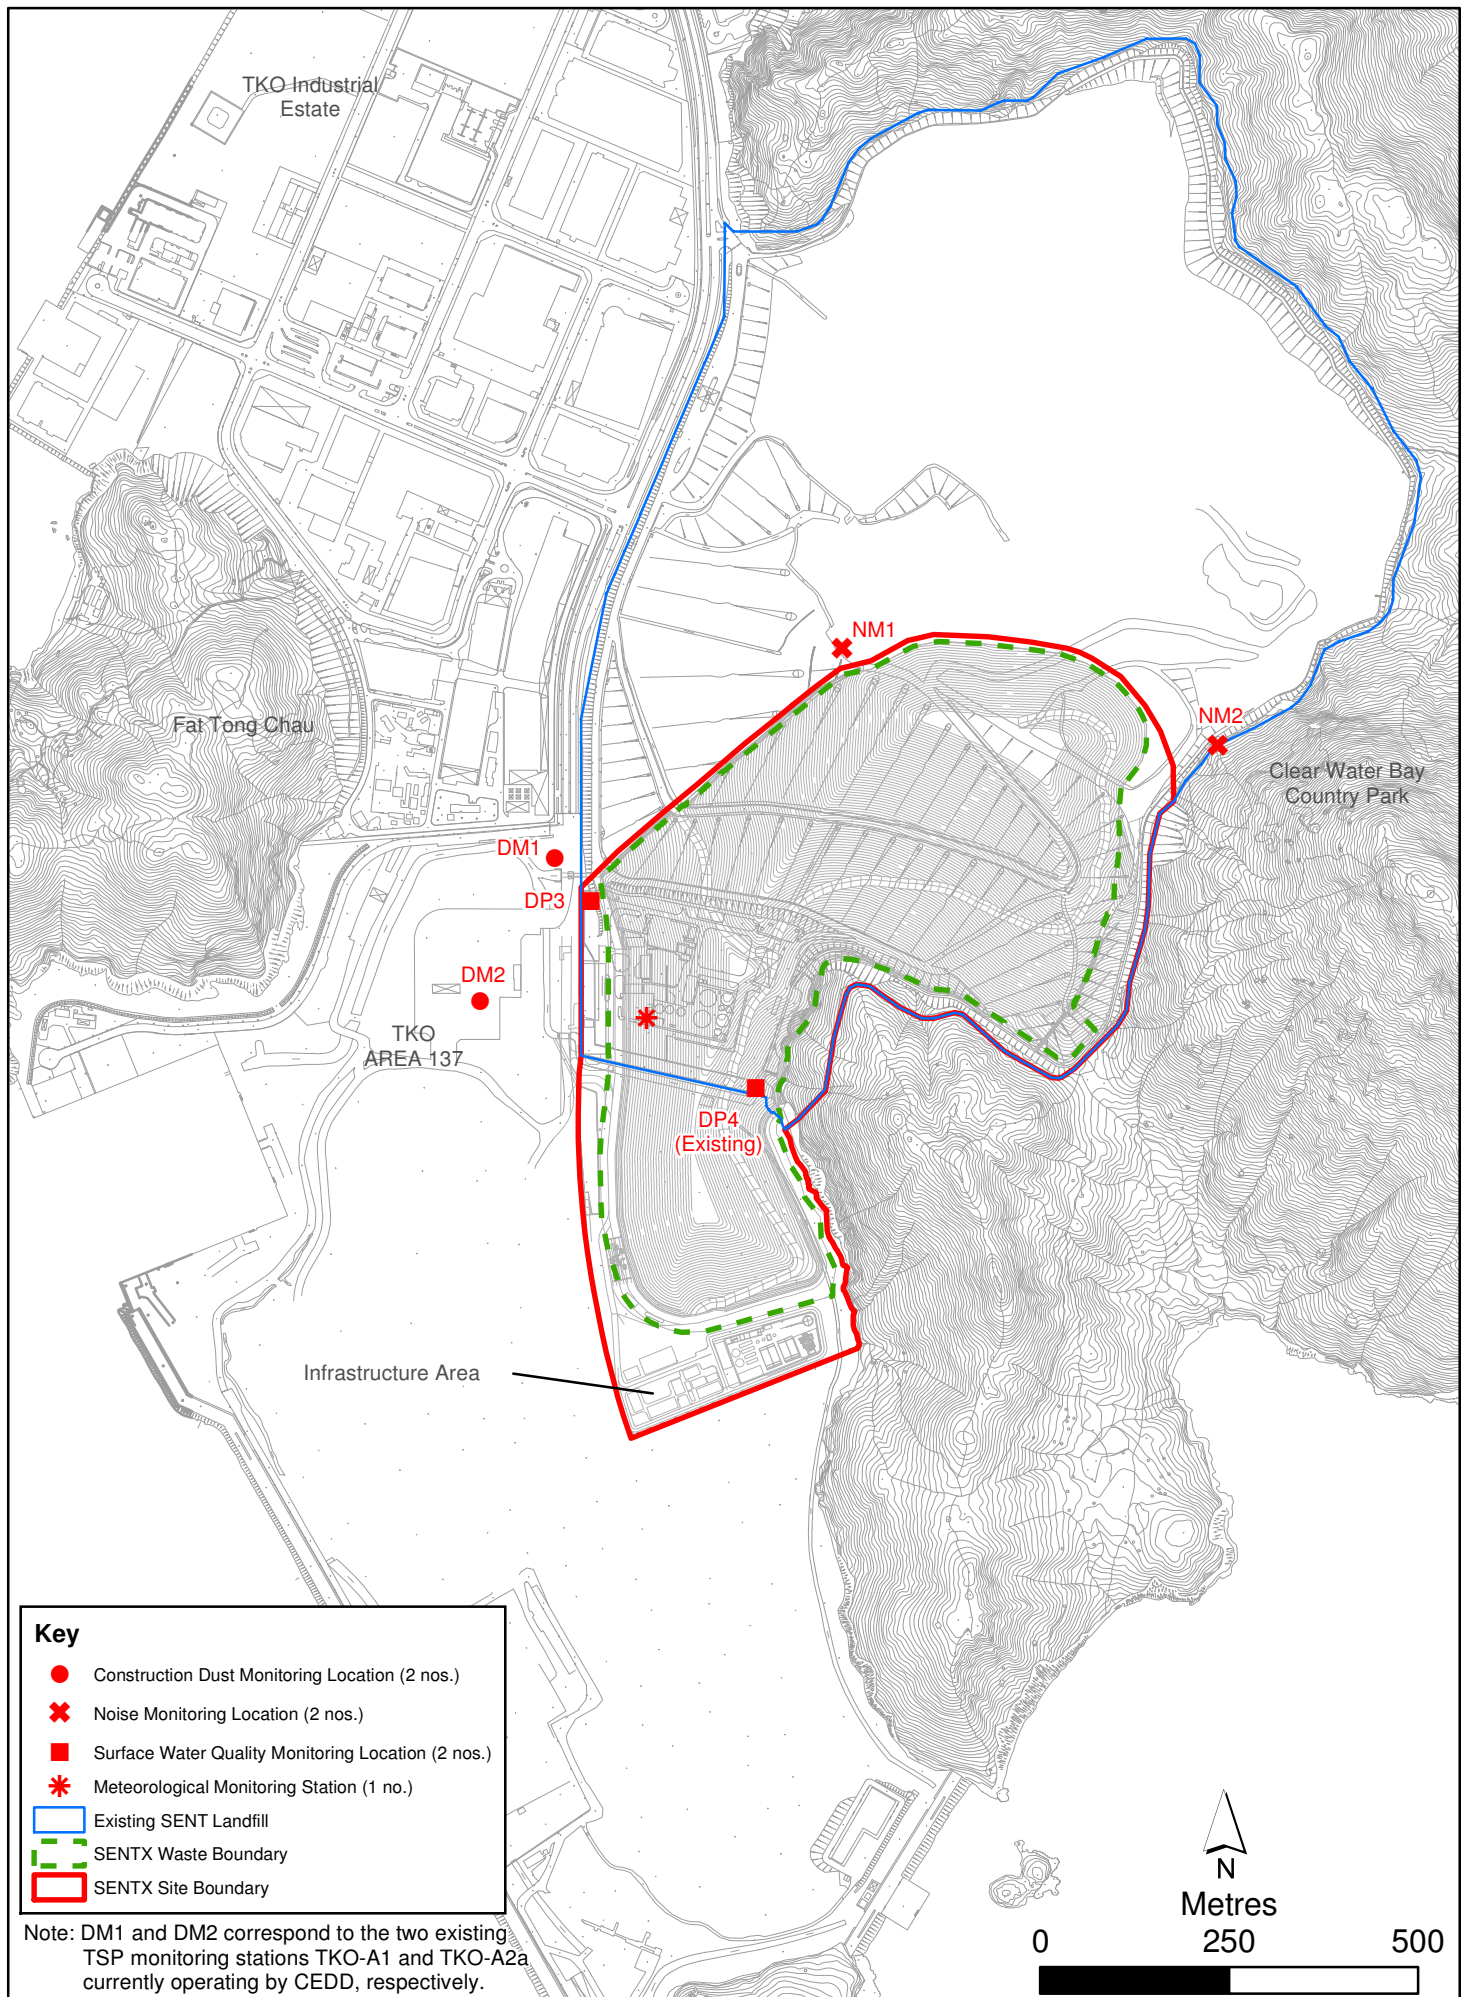 TKO Industrial
Estate
NM1
NM2
Fat Tong Chau
Clear Water Bay
Country Park
DM1
DP3
DM2
TKO
AREA 137
DP4
(Existing)
Infrastructure Area
Key
Construction Dust Monitoring Location (2 nos.)
Noise Monitoring Location (2 nos.)
Surface Water Quality Monitoring Location (2 nos.)
Meteorological Monitoring Station (1 no.)
Existing SENT Landfill
SENTX Waste Boundary
SENTX Site Boundary
Note: DM1 and DM2 correspond to the two existing
TSP monitoring stations TKO-A1 and TKO-A2a
currently operating by CEDD, respectively.
N
Metres
0 250 500